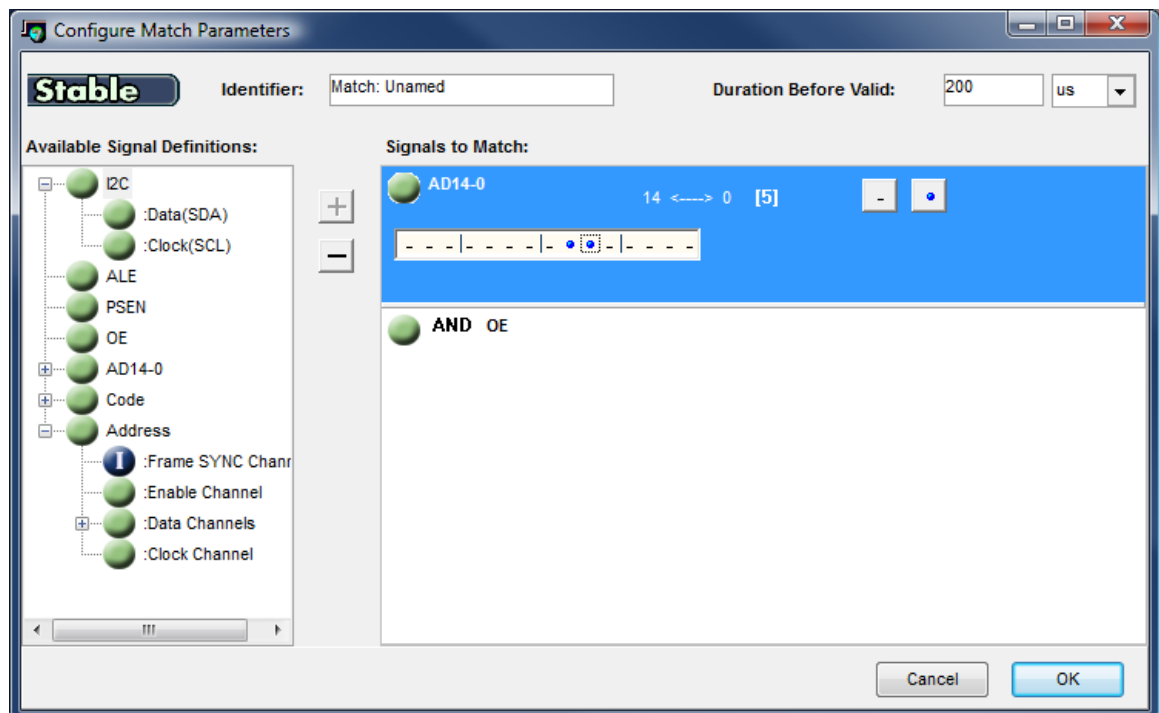 Configure Match Parameters
Stable
Identifier:
Match: Unamed
Duration Before Valid:
200
us
Available Signal Definitions:
Signals to Match:
I2C
:Data(SDA)
:Clock(SCL)
ALE
PSEN
OE
AD14-0
Code
Address
I :Frame SYNC Chanr
:Enable Channel
:Data Channels
:Clock Channel
AD14-0
14 <----> 0 [5]
- - - | - - - - | - • • - | - - - -
AND OE
Cancel
OK